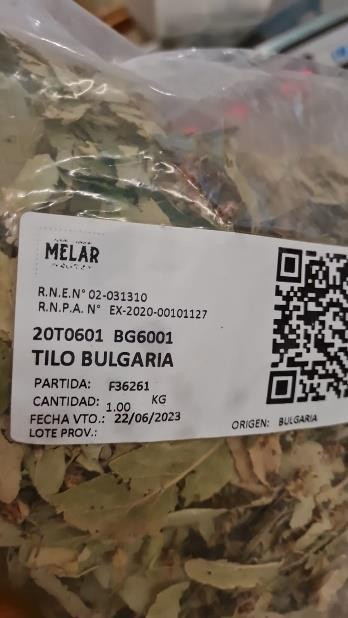 MELAR
R.N.E.N° 02-031310
R.N.P.A. N° EX-2020-00101127
20T0601 BG6001
TILO BULGARIA
PARTIDA: F36261
CANTIDAD: 1.00 KG
FECHA VTO.: 22/06/2023
LOTE PROV.:
ORIGEN: BULGARIA